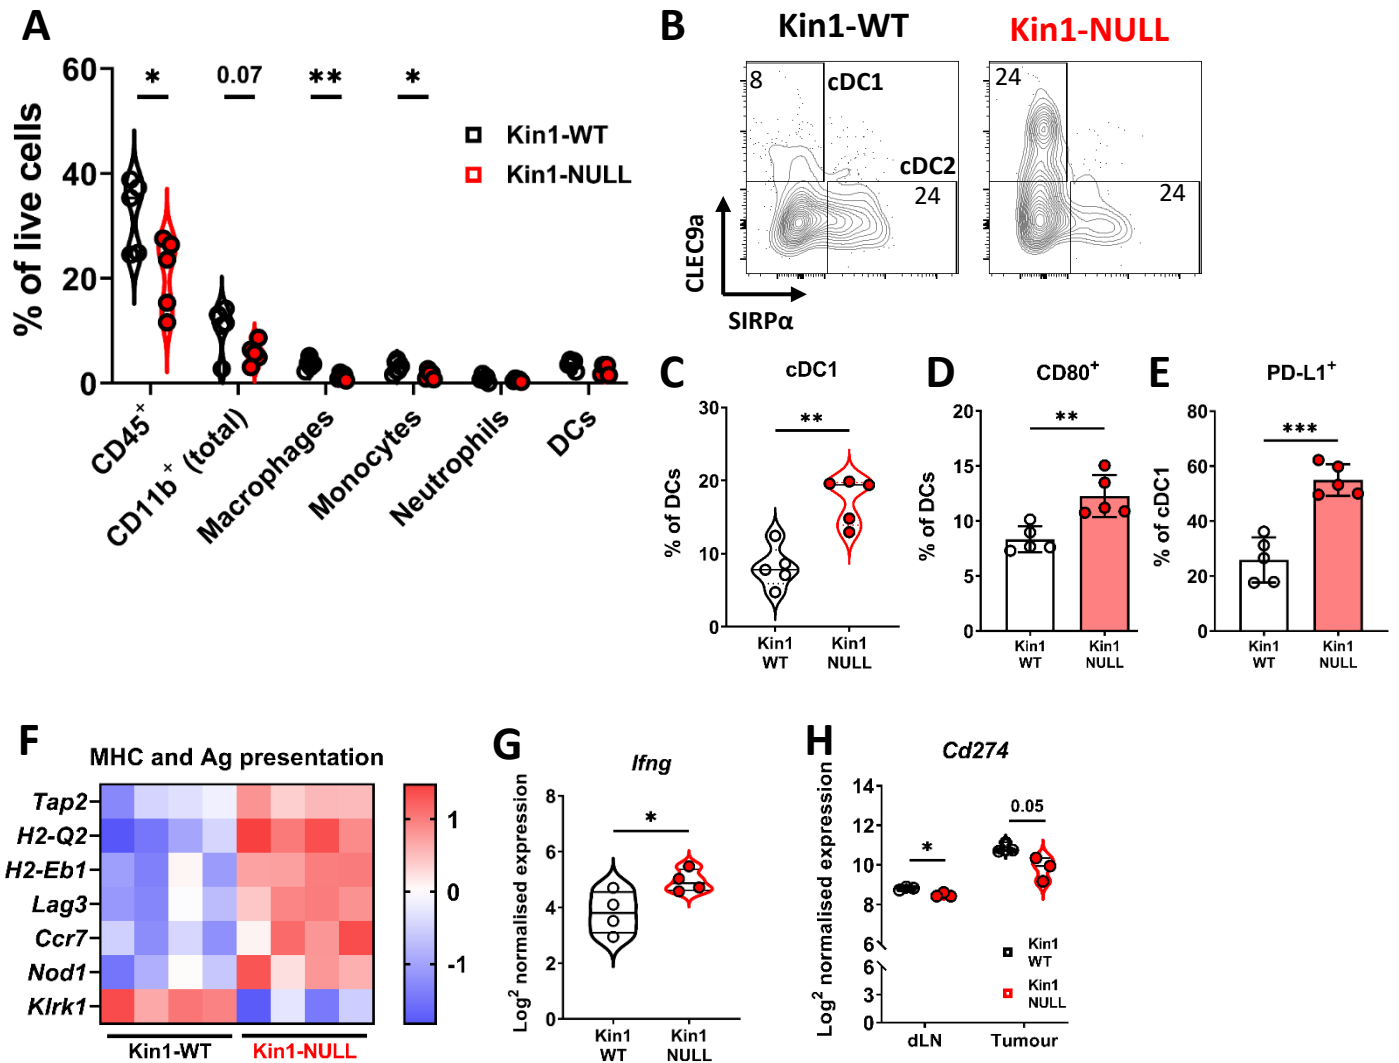 A
% of live cells
60
40
20
0
*
0.07
**
*
Kin1-WT
Kin1-NULL
CD45⁺
CD11b⁺ (total)
Macrophages
Monocytes
Neutrophils
DCs
B
Kin1-WT
Kin1-NULL
8
cDC1
cDC2
24
24
24
CLEC9a
SIRPα
C
cDC1
**
% of DCs
30
20
10
0
Kin1
WT
Kin1
NULL
D
CD80⁺
**
% of DCs
20
15
10
5
0
Kin1
WT
Kin1
NULL
E
PD-L1⁺
***
% of cDC1
80
60
40
20
0
Kin1
WT
Kin1
NULL
F
MHC and Ag presentation
Tap2
H2-Q2
H2-Eb1
Lag3
Ccr7
Nod1
Klrk1
1
0
-1
Kin1-WT
Kin1-NULL
G
Ifng
*
Log² normalised expression
8
6
4
2
0
Kin1
WT
Kin1
NULL
H
Cd274
Log² normalised expression
14
12
10
8
6
6
3
0
*
0.05
Kin1
WT
Kin1
NULL
dLN
Tumour